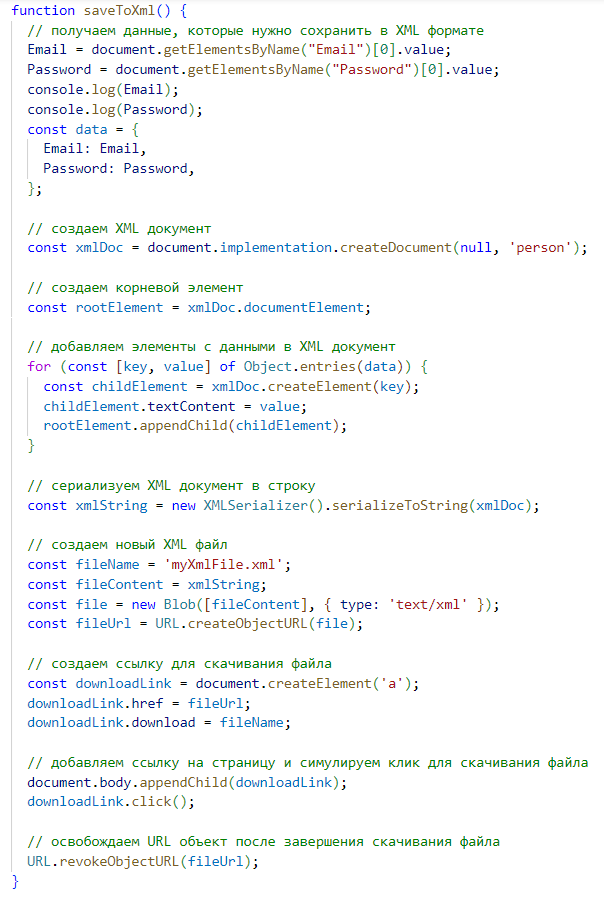 function saveToXml() {
  // получаем данные, которые нужно сохранить в XML формате
  Email = document.getElementsByName("Email")[0].value;
  Password = document.getElementsByName("Password")[0].value;
  console.log(Email);
  console.log(Password);
  const data = {
    Email: Email,
    Password: Password,
  };

  // создаем XML документ
  const xmlDoc = document.implementation.createDocument(null, 'person');

  // создаем корневой элемент
  const rootElement = xmlDoc.documentElement;

  // добавляем элементы с данными в XML документ
  for (const [key, value] of Object.entries(data)) {
    const childElement = xmlDoc.createElement(key);
    childElement.textContent = value;
    rootElement.appendChild(childElement);
  }

  // сериализуем XML документ в строку
  const xmlString = new XMLSerializer().serializeToString(xmlDoc);

  // создаем новый XML файл
  const fileName = 'myXmlFile.xml';
  const fileContent = xmlString;
  const file = new Blob([fileContent], { type: 'text/xml' });
  const fileUrl = URL.createObjectURL(file);

  // создаем ссылку для скачивания файла
  const downloadLink = document.createElement('a');
  downloadLink.href = fileUrl;
  downloadLink.download = fileName;

  // добавляем ссылку на страницу и симулируем клик для скачивания файла
  document.body.appendChild(downloadLink);
  downloadLink.click();

  // освобождаем URL объект после завершения скачивания файла
  URL.revokeObjectURL(fileUrl);
}